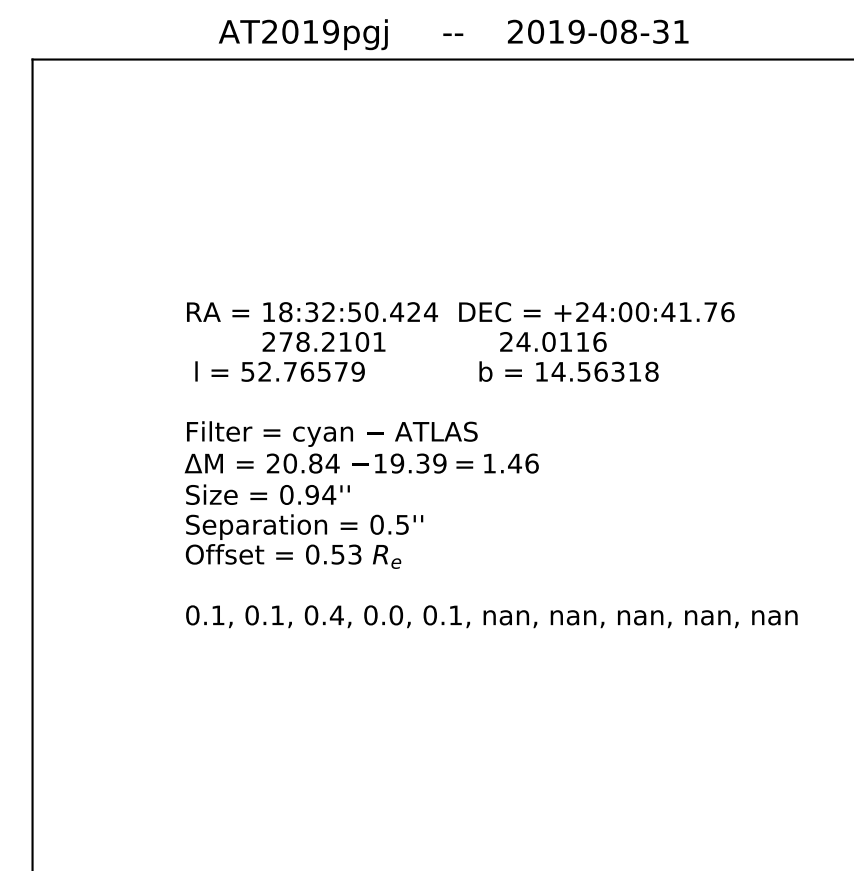 AT2019pgj -- 2019-08-31
RA = 18:32:50.424 DEC = +24:00:41.76
278.2101 24.0116
l = 52.76579 b = 14.56318
Filter = cyan − ATLAS
ΔM = 20.84 −19.39 = 1.46
Size = 0.94''
Separation = 0.5''
Offset = 0.53 Rₑ
0.1, 0.1, 0.4, 0.0, 0.1, nan, nan, nan, nan, nan